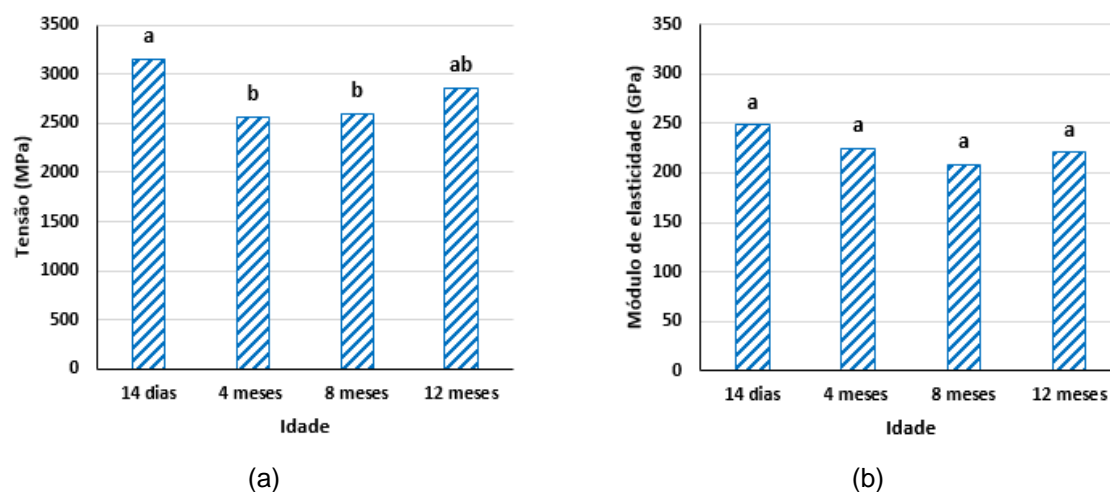 3500
3000
2500
2000
1500
1000
500
0
Tensão (MPa)
a
b
b
ab
14 dias
4 meses
8 meses
12 meses
Idade
(a)
350
300
250
200
150
100
50
0
Módulo de elasticidade (GPa)
a
a
a
a
14 dias
4 meses
8 meses
12 meses
Idade
(b)